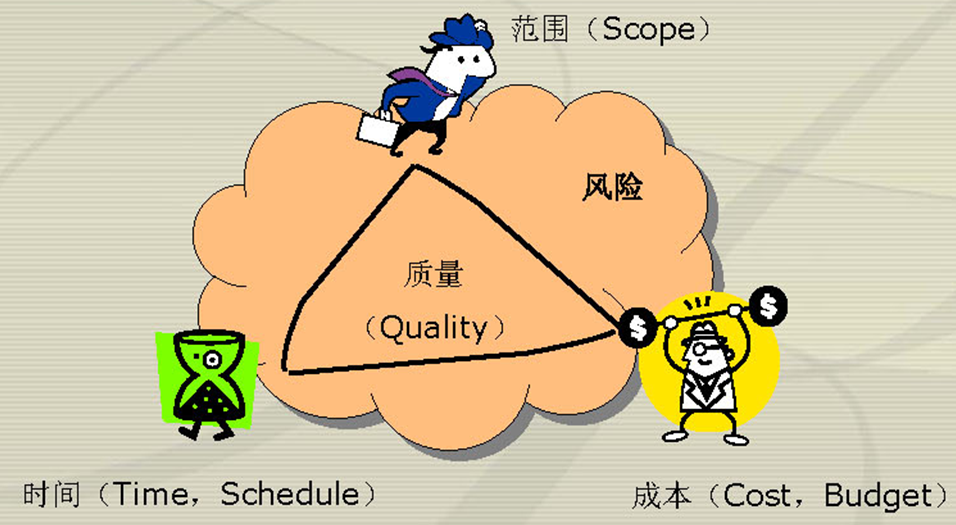 范围（Scope）
风险
质量
（Quality）
$
$
时间（Time，Schedule）
成本（Cost，Budget）